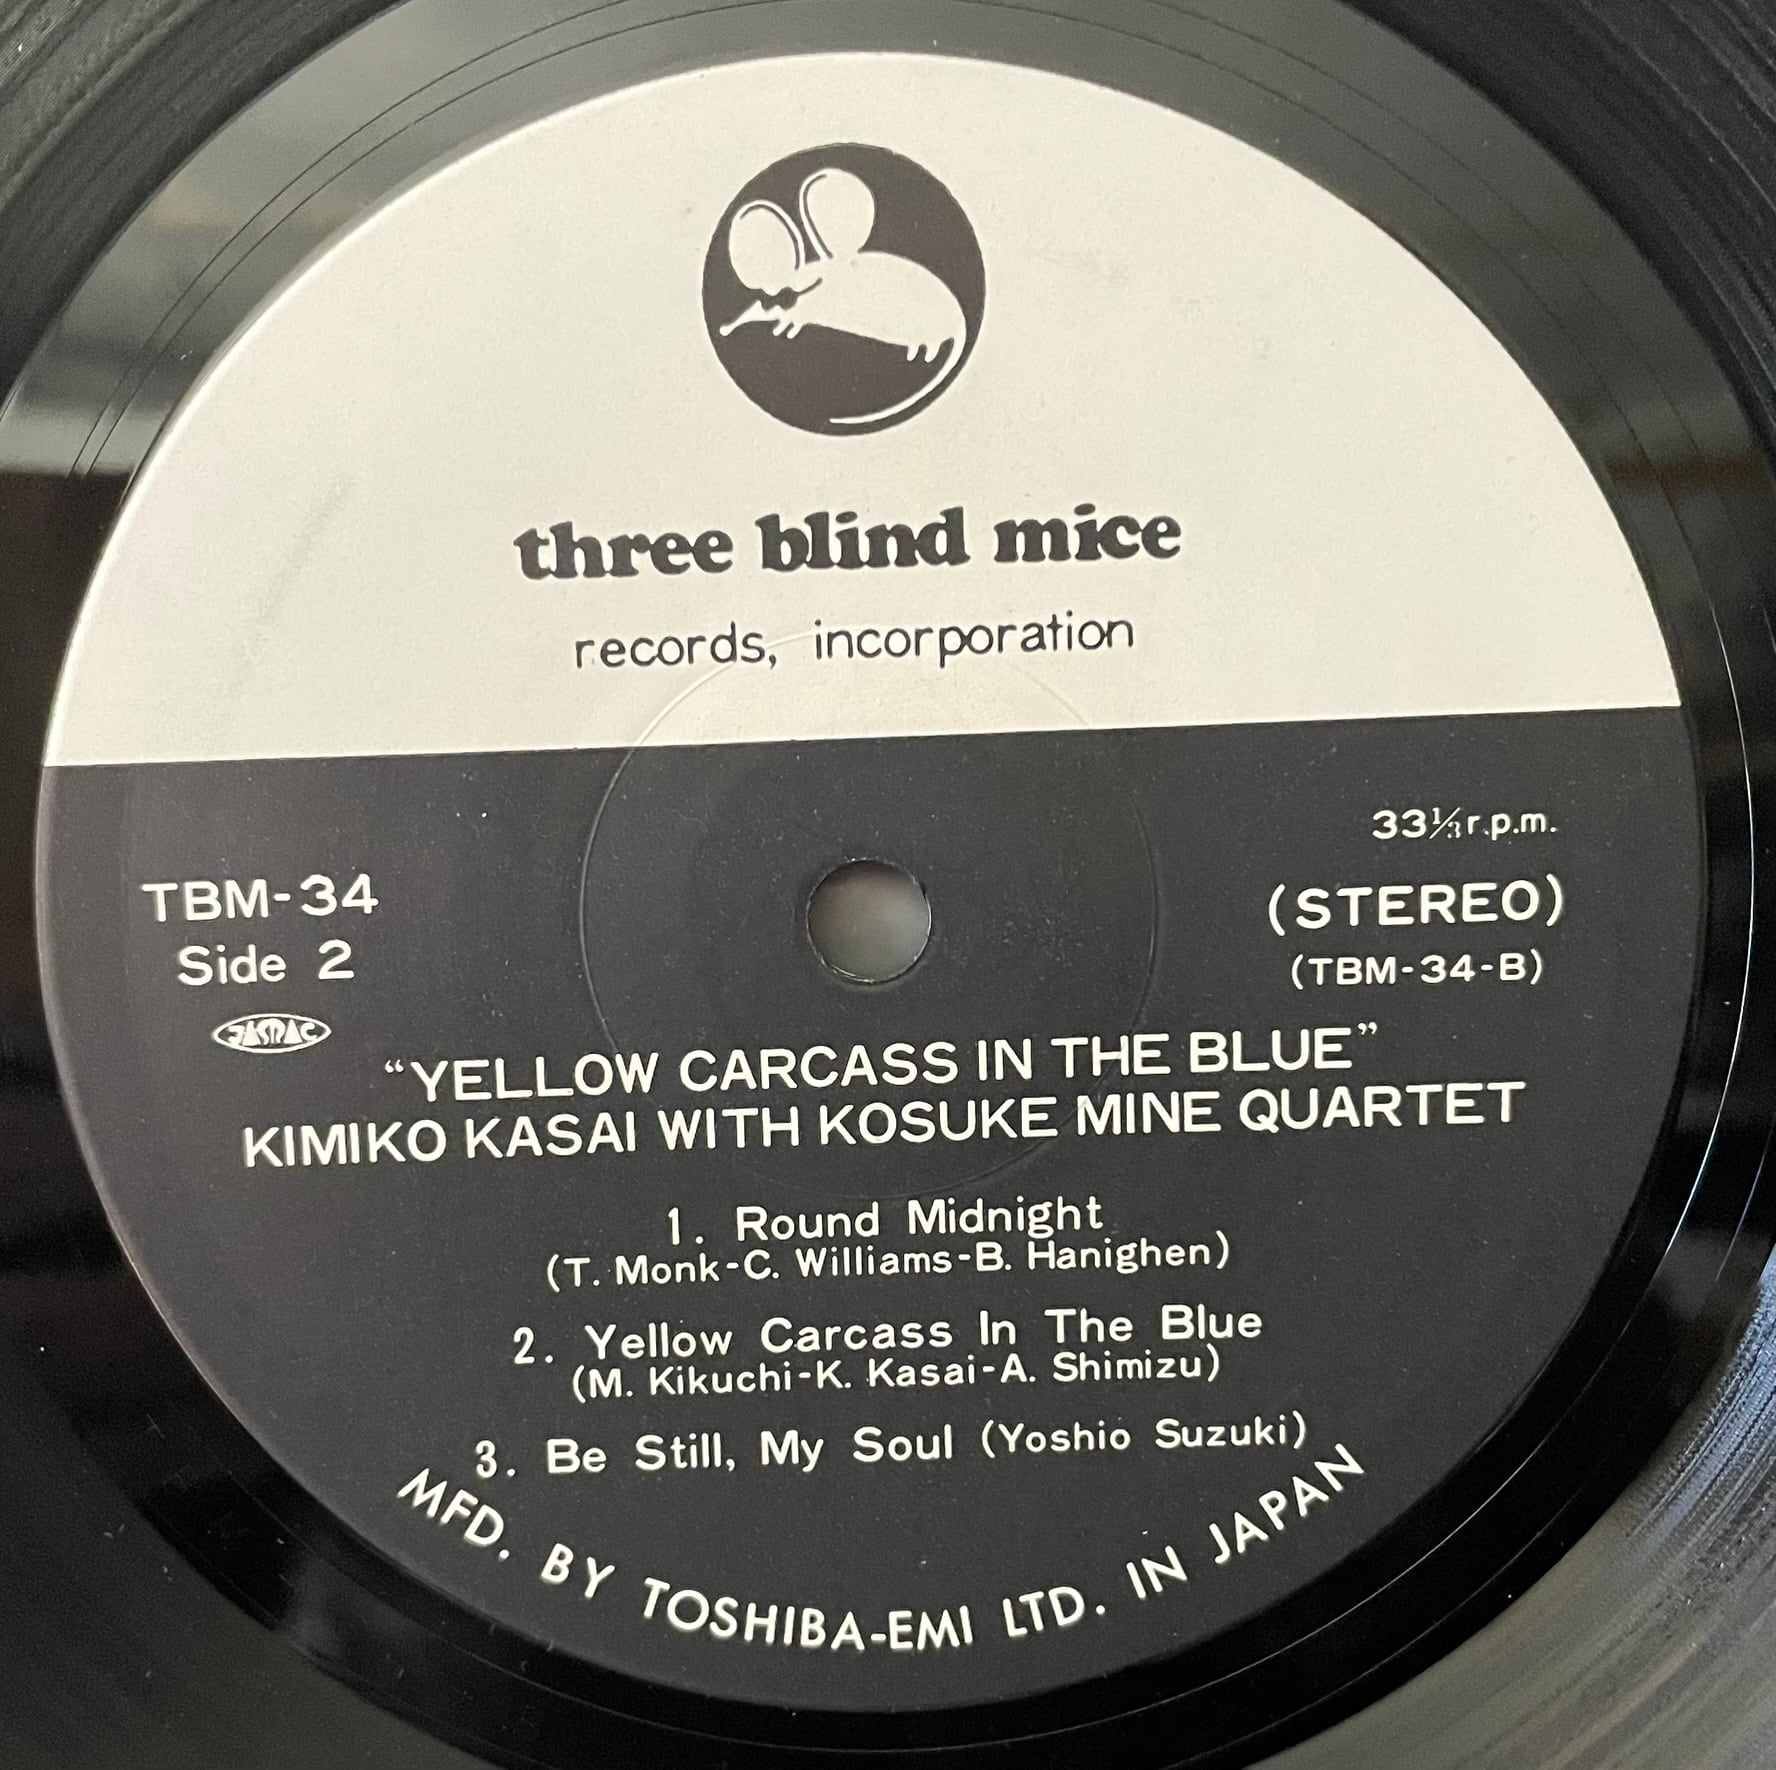 three blind mice
records, incorporation
33⅓ r.p.m.
TBM-34
(STEREO)
Side 2
(TBM-34-B)
JASRAC
“YELLOW CARCASS IN THE BLUE”
KIMIKO KASAI WITH KOSUKE MINE QUARTET
1. Round Midnight
(T. Monk-C. Williams-B. Hanighen)
2. Yellow Carcass In The Blue
(M. Kikuchi-K. Kasai-A. Shimizu)
3. Be Still, My Soul (Yoshio Suzuki)
MFD. BY TOSHIBA-EMI LTD. IN JAPAN